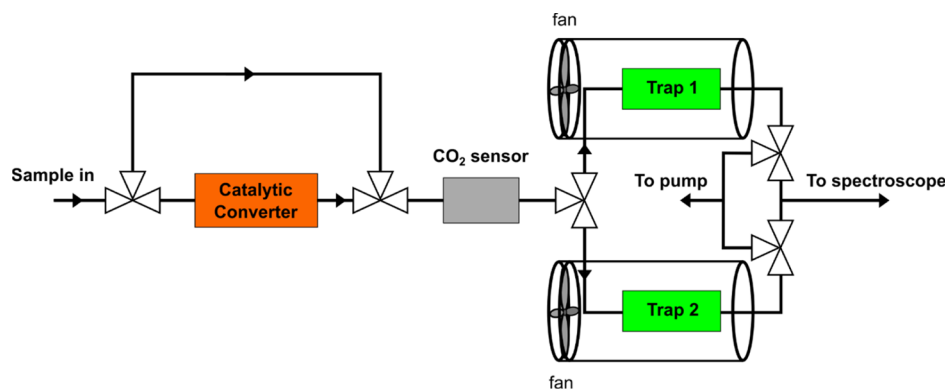 fan
Trap 1
Sample in
Catalytic
Converter
CO₂ sensor
To pump
To spectroscope
Trap 2
fan